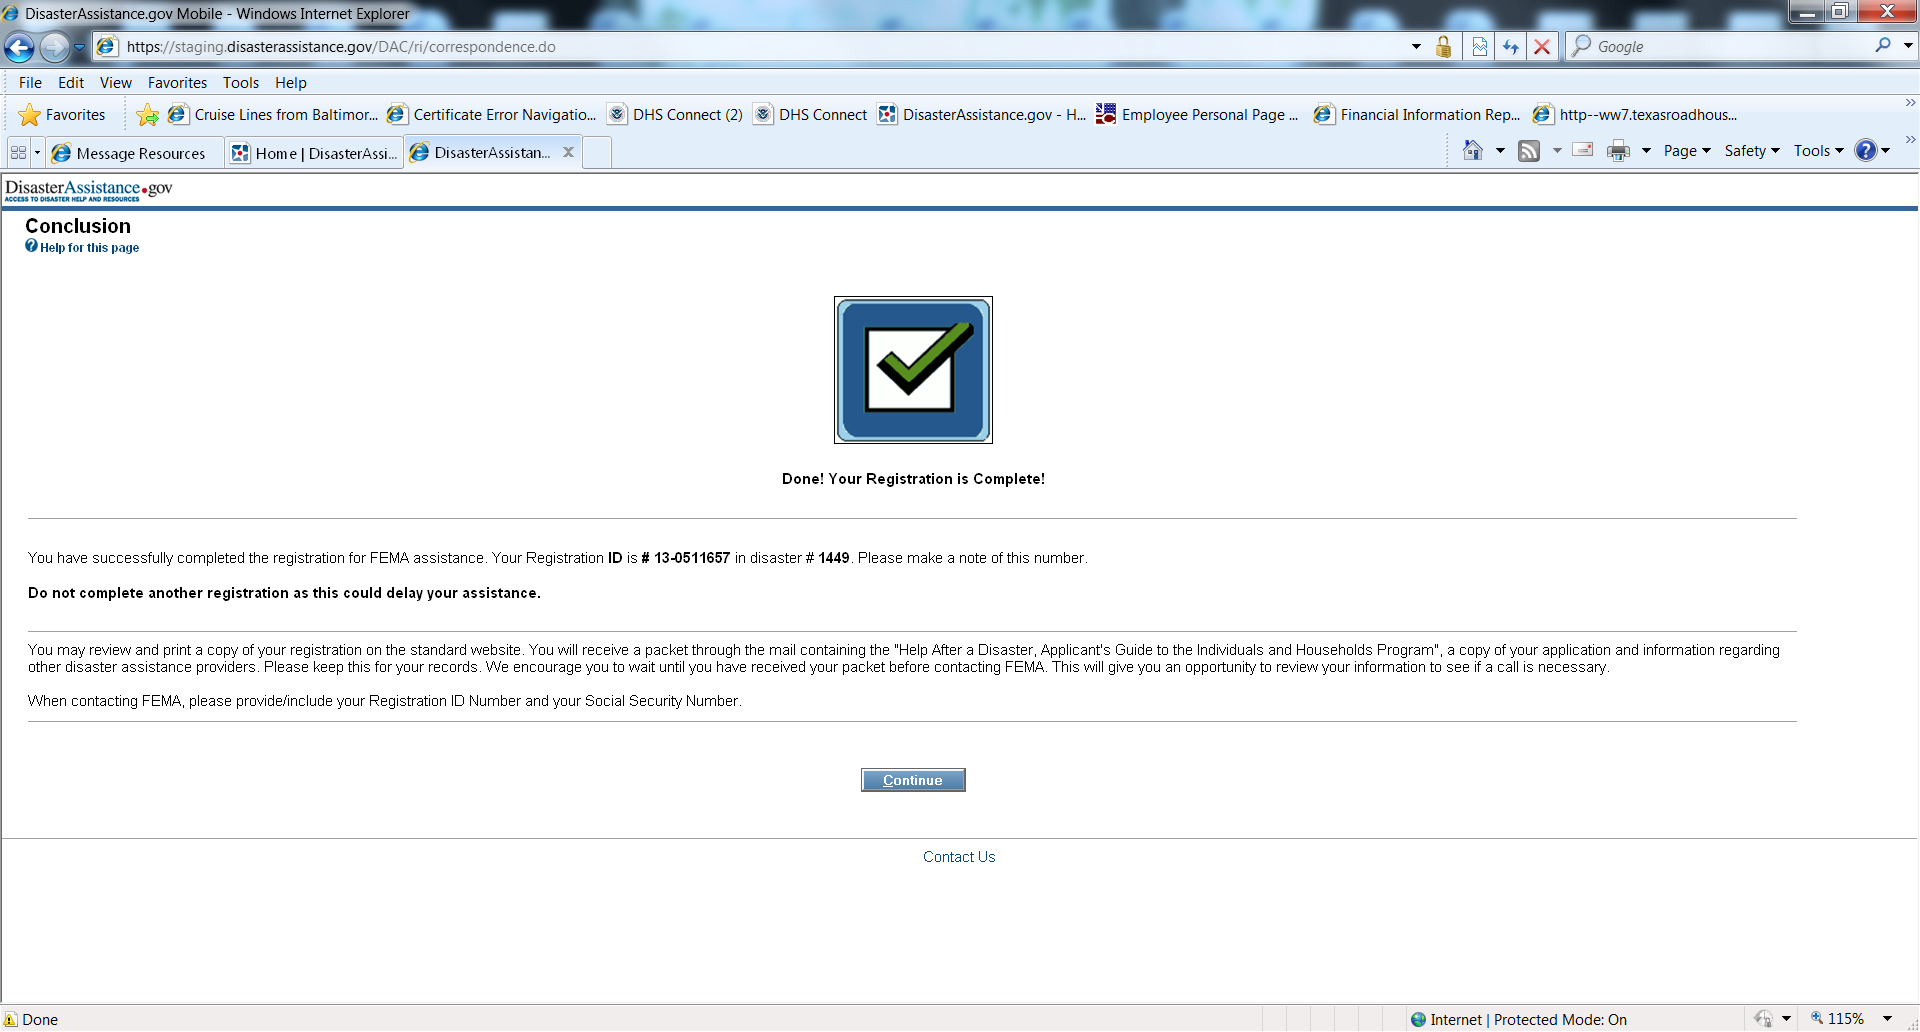 DisasterAssistance.gov Mobile - Windows Internet Explorer
https://staging.disasterassistance.gov/DAC/ri/correspondence.do
Google
File Edit View Favorites Tools Help
Favorites Cruise Lines from Baltimor... Certificate Error Navigatio... DHS Connect (2) DHS Connect DisasterAssistance.gov - H... Employee Personal Page ... Financial Information Rep... http--ww7.texasroadhous...
Message Resources Home | DisasterAssi... DisasterAssistan... Page Safety Tools
DisasterAssistance.gov
ACCESS TO DISASTER HELP AND RESOURCES
Conclusion
Help for this page
Done! Your Registration is Complete!
You have successfully completed the registration for FEMA assistance. Your Registration ID is # 13-0511657 in disaster # 1449. Please make a note of this number.
Do not complete another registration as this could delay your assistance.
You may review and print a copy of your registration on the standard website. You will receive a packet through the mail containing the "Help After a Disaster, Applicant's Guide to the Individuals and Households Program", a copy of your application and information regarding
other disaster assistance providers. Please keep this for your records. We encourage you to wait until you have received your packet before contacting FEMA. This will give you an opportunity to review your information to see if a call is necessary.
When contacting FEMA, please provide/include your Registration ID Number and your Social Security Number.
Continue
Contact Us
Done
Internet | Protected Mode: On
115%